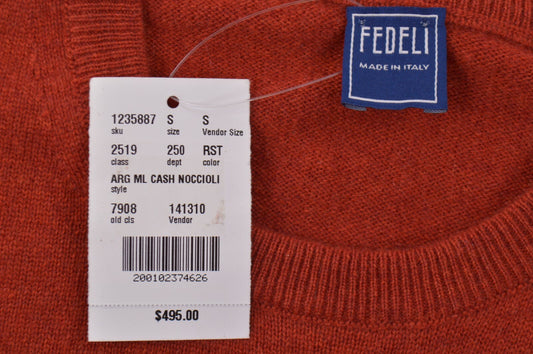 FEDELI
MADE IN ITALY
1235887 S S
sku size Vendor Size
2519 250 RST
class dept color
ARG ML CASH NOCCIOLI
style
7908 141310
old cls Vendor
200102374626
$495.00